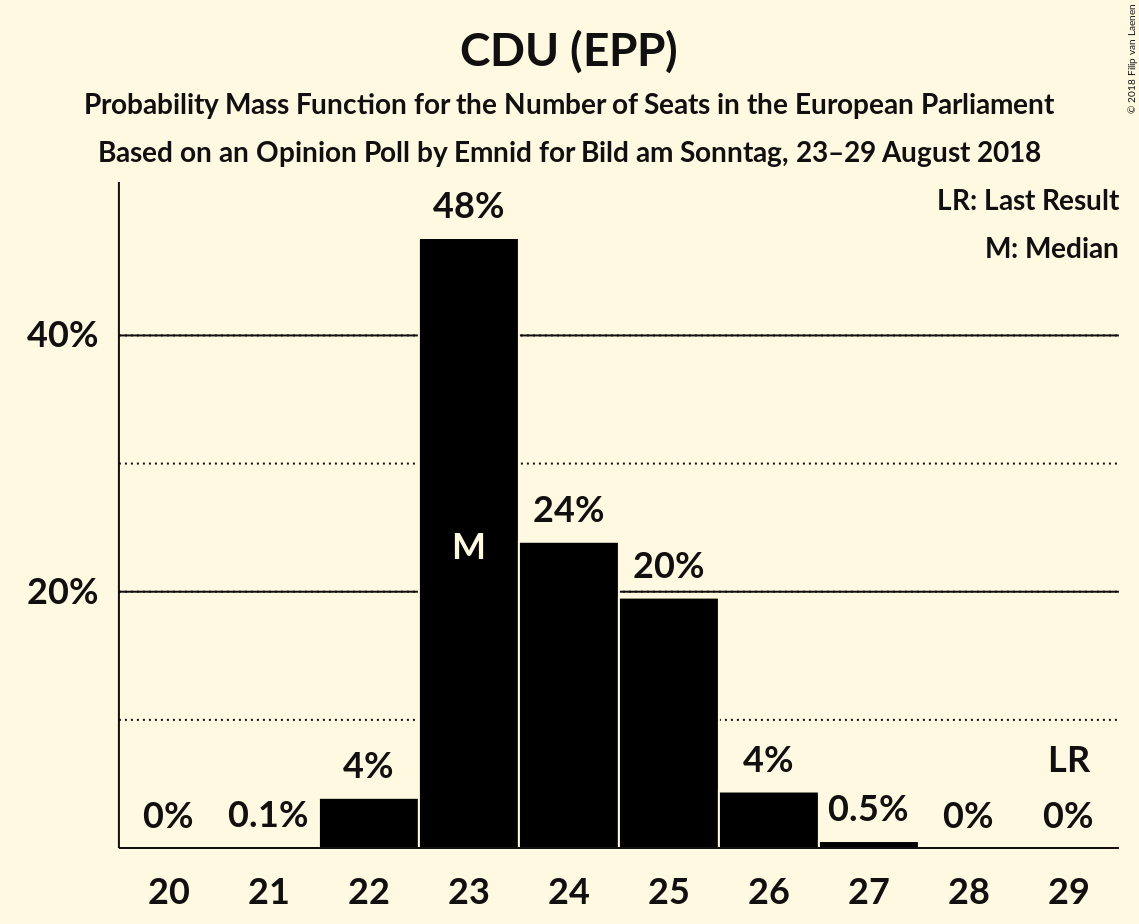 CDU (EPP)
Probability Mass Function for the Number of Seats in the European Parliament
Based on an Opinion Poll by Emnid for Bild am Sonntag, 23–29 August 2018
© 2018 Filip van Laenen
LR: Last Result
M: Median
48%
40%
24%
M
20%
20%
4%
4%
LR
0%
0.1%
0.5%
0%
0%
20 21 22 23 24 25 26 27 28 29